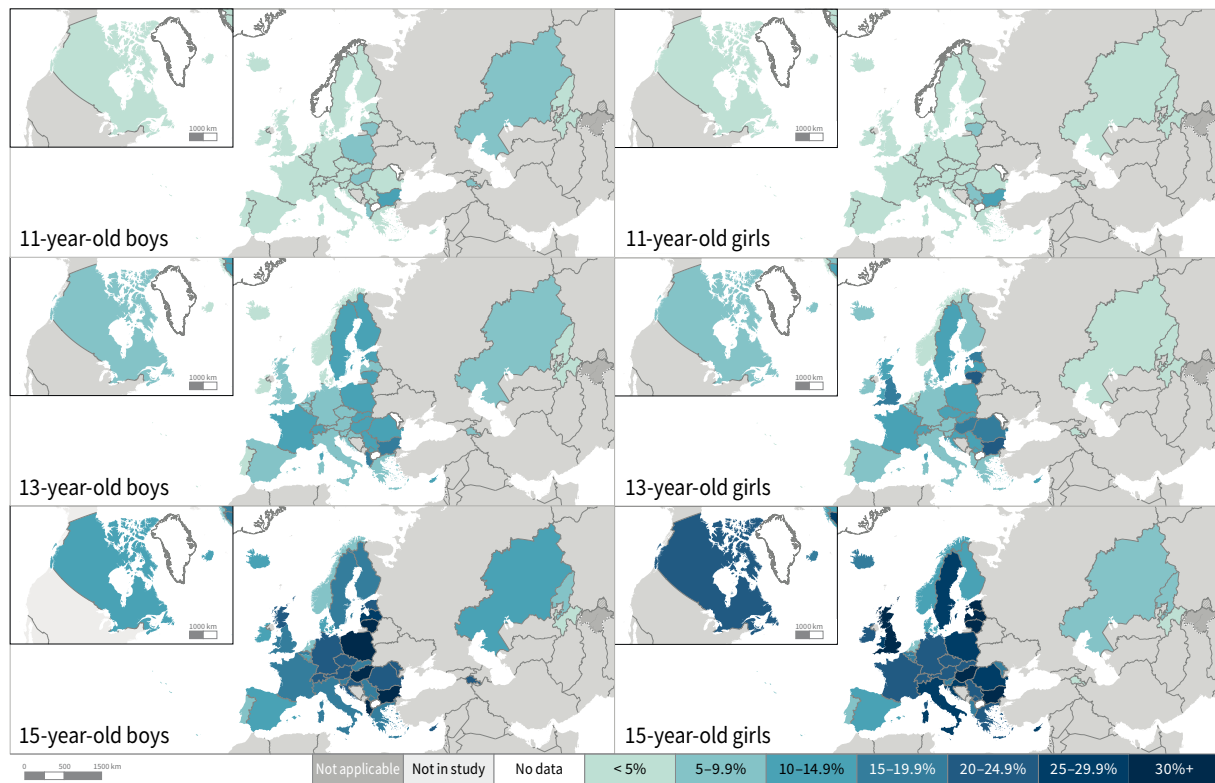 1000 km
1000 km
11-year-old boys
11-year-old girls
1000 km
1000 km
13-year-old boys
13-year-old girls
1000 km
1000 km
15-year-old boys
15-year-old girls
0 500 1500 km
Not applicable Not in study No data < 5% 5–9.9% 10–14.9% 15–19.9% 20–24.9% 25–29.9% 30%+